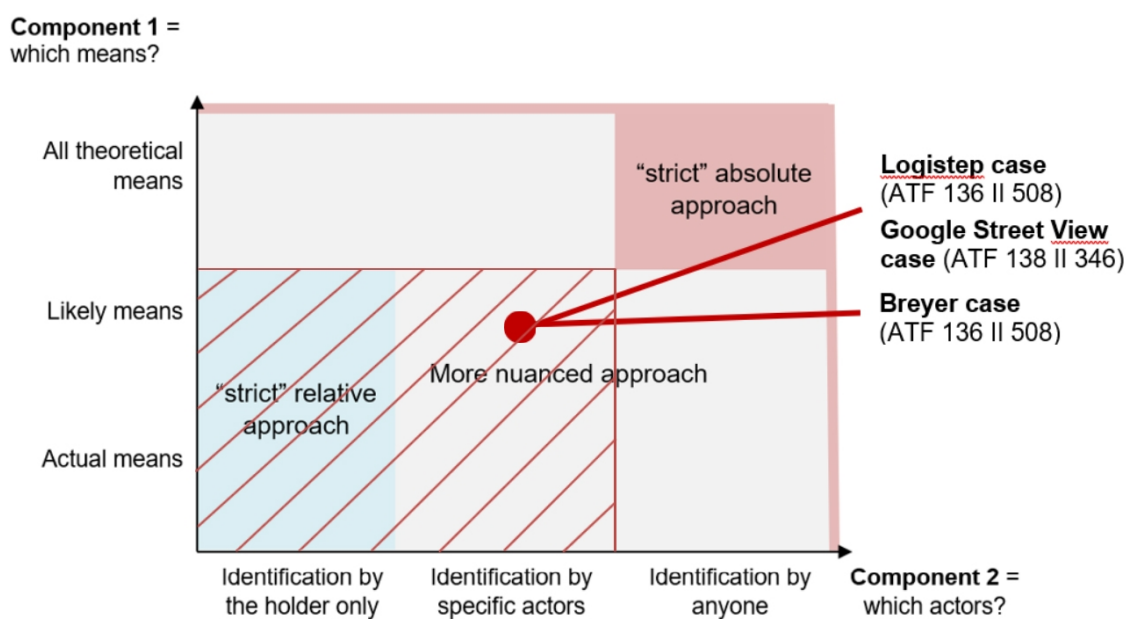 Component 1 =
which means?
All theoretical
means
Likely means
Actual means
“strict” absolute
approach
“strict” relative
approach
More nuanced approach
Logistep case
(ATF 136 II 508)
Google Street View
case (ATF 138 II 346)
Breyer case
(ATF 136 II 508)
Identification by
the holder only
Identification by
specific actors
Identification by
anyone
Component 2 =
which actors?